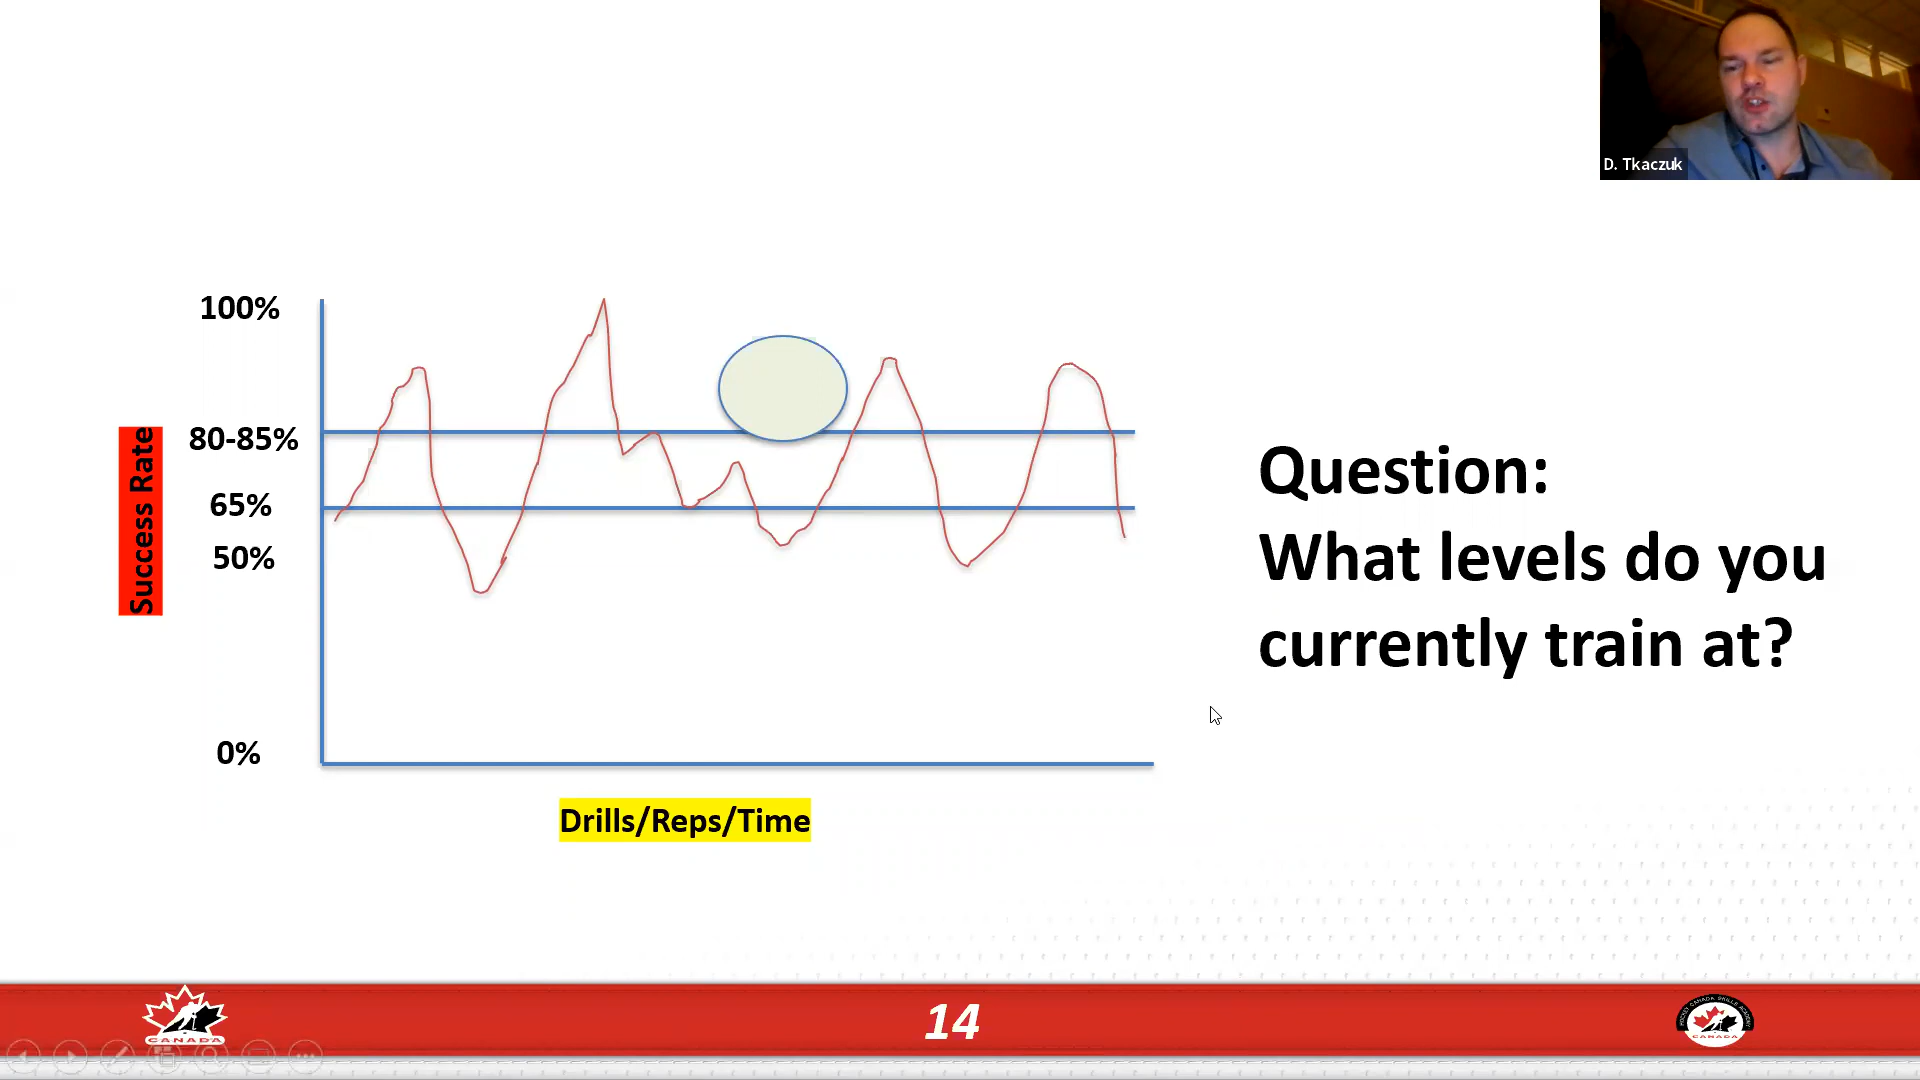 D. Tkaczuk
100%
80-85%
65%
50%
0%
Success Rate
Drills/Reps/Time
Question:
What levels do you
currently train at?
14
CANADA